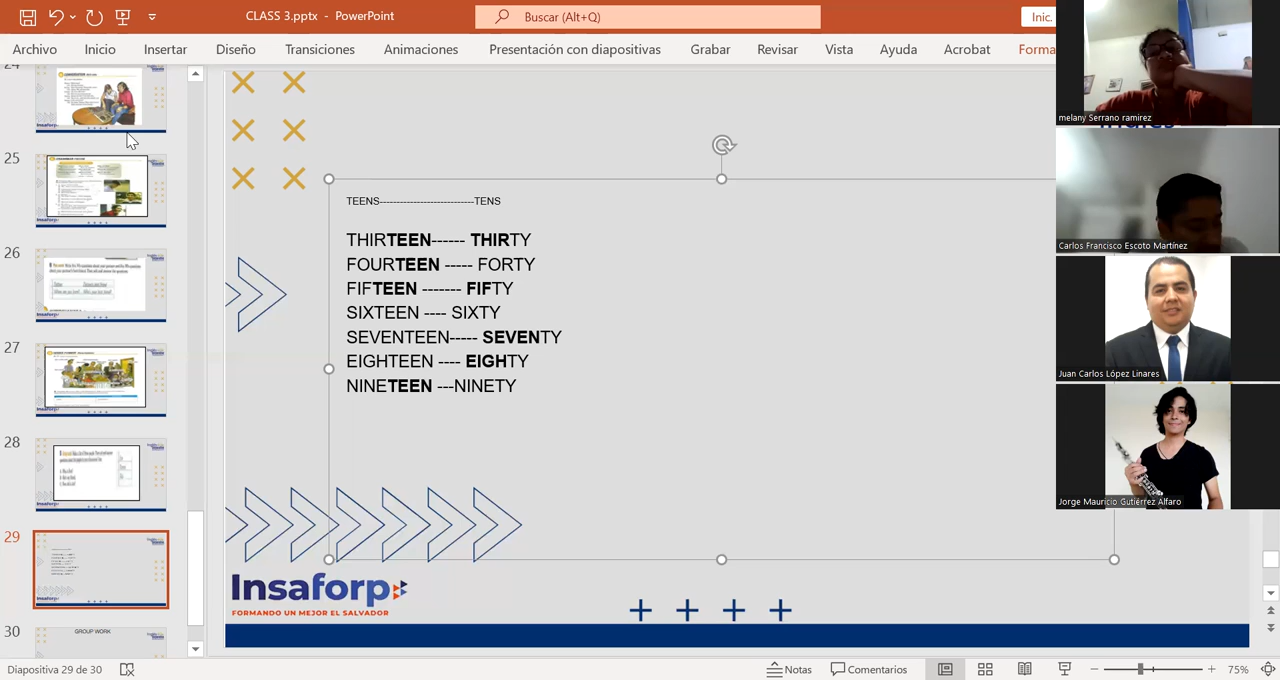 CLASS 3.pptx - PowerPoint
Buscar (Alt+Q)
Inic.
Archivo Inicio Insertar Diseño Transiciones Animaciones Presentación con diapositivas Grabar Revisar Vista Ayuda Acrobat Forma
melany Serrano ramirez
Carlos Francisco Escoto Martínez
Juan Carlos López Linares
Jorge Mauricio Gutiérrez Alfaro
24
25
26
27
28
29
30
GROUP WORK
TEENS----------------------------TENS
THIRTEEN------ THIRTY
FOURTEEN ----- FORTY
FIFTEEN ------- FIFTY
SIXTEEN ---- SIXTY
SEVENTEEN----- SEVENTY
EIGHTEEN ---- EIGHTY
NINETEEN ---NINETY
Insaforp
FORMANDO UN MEJOR EL SALVADOR
Diapositiva 29 de 30
Notas
Comentarios
75%